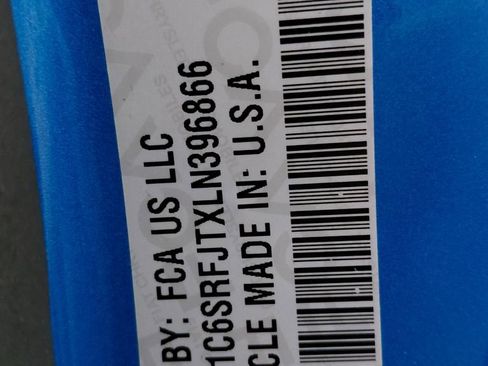 BY: FCA US LLC
1C6SRFJTXLN396866
CLE MADE IN: U.S.A.